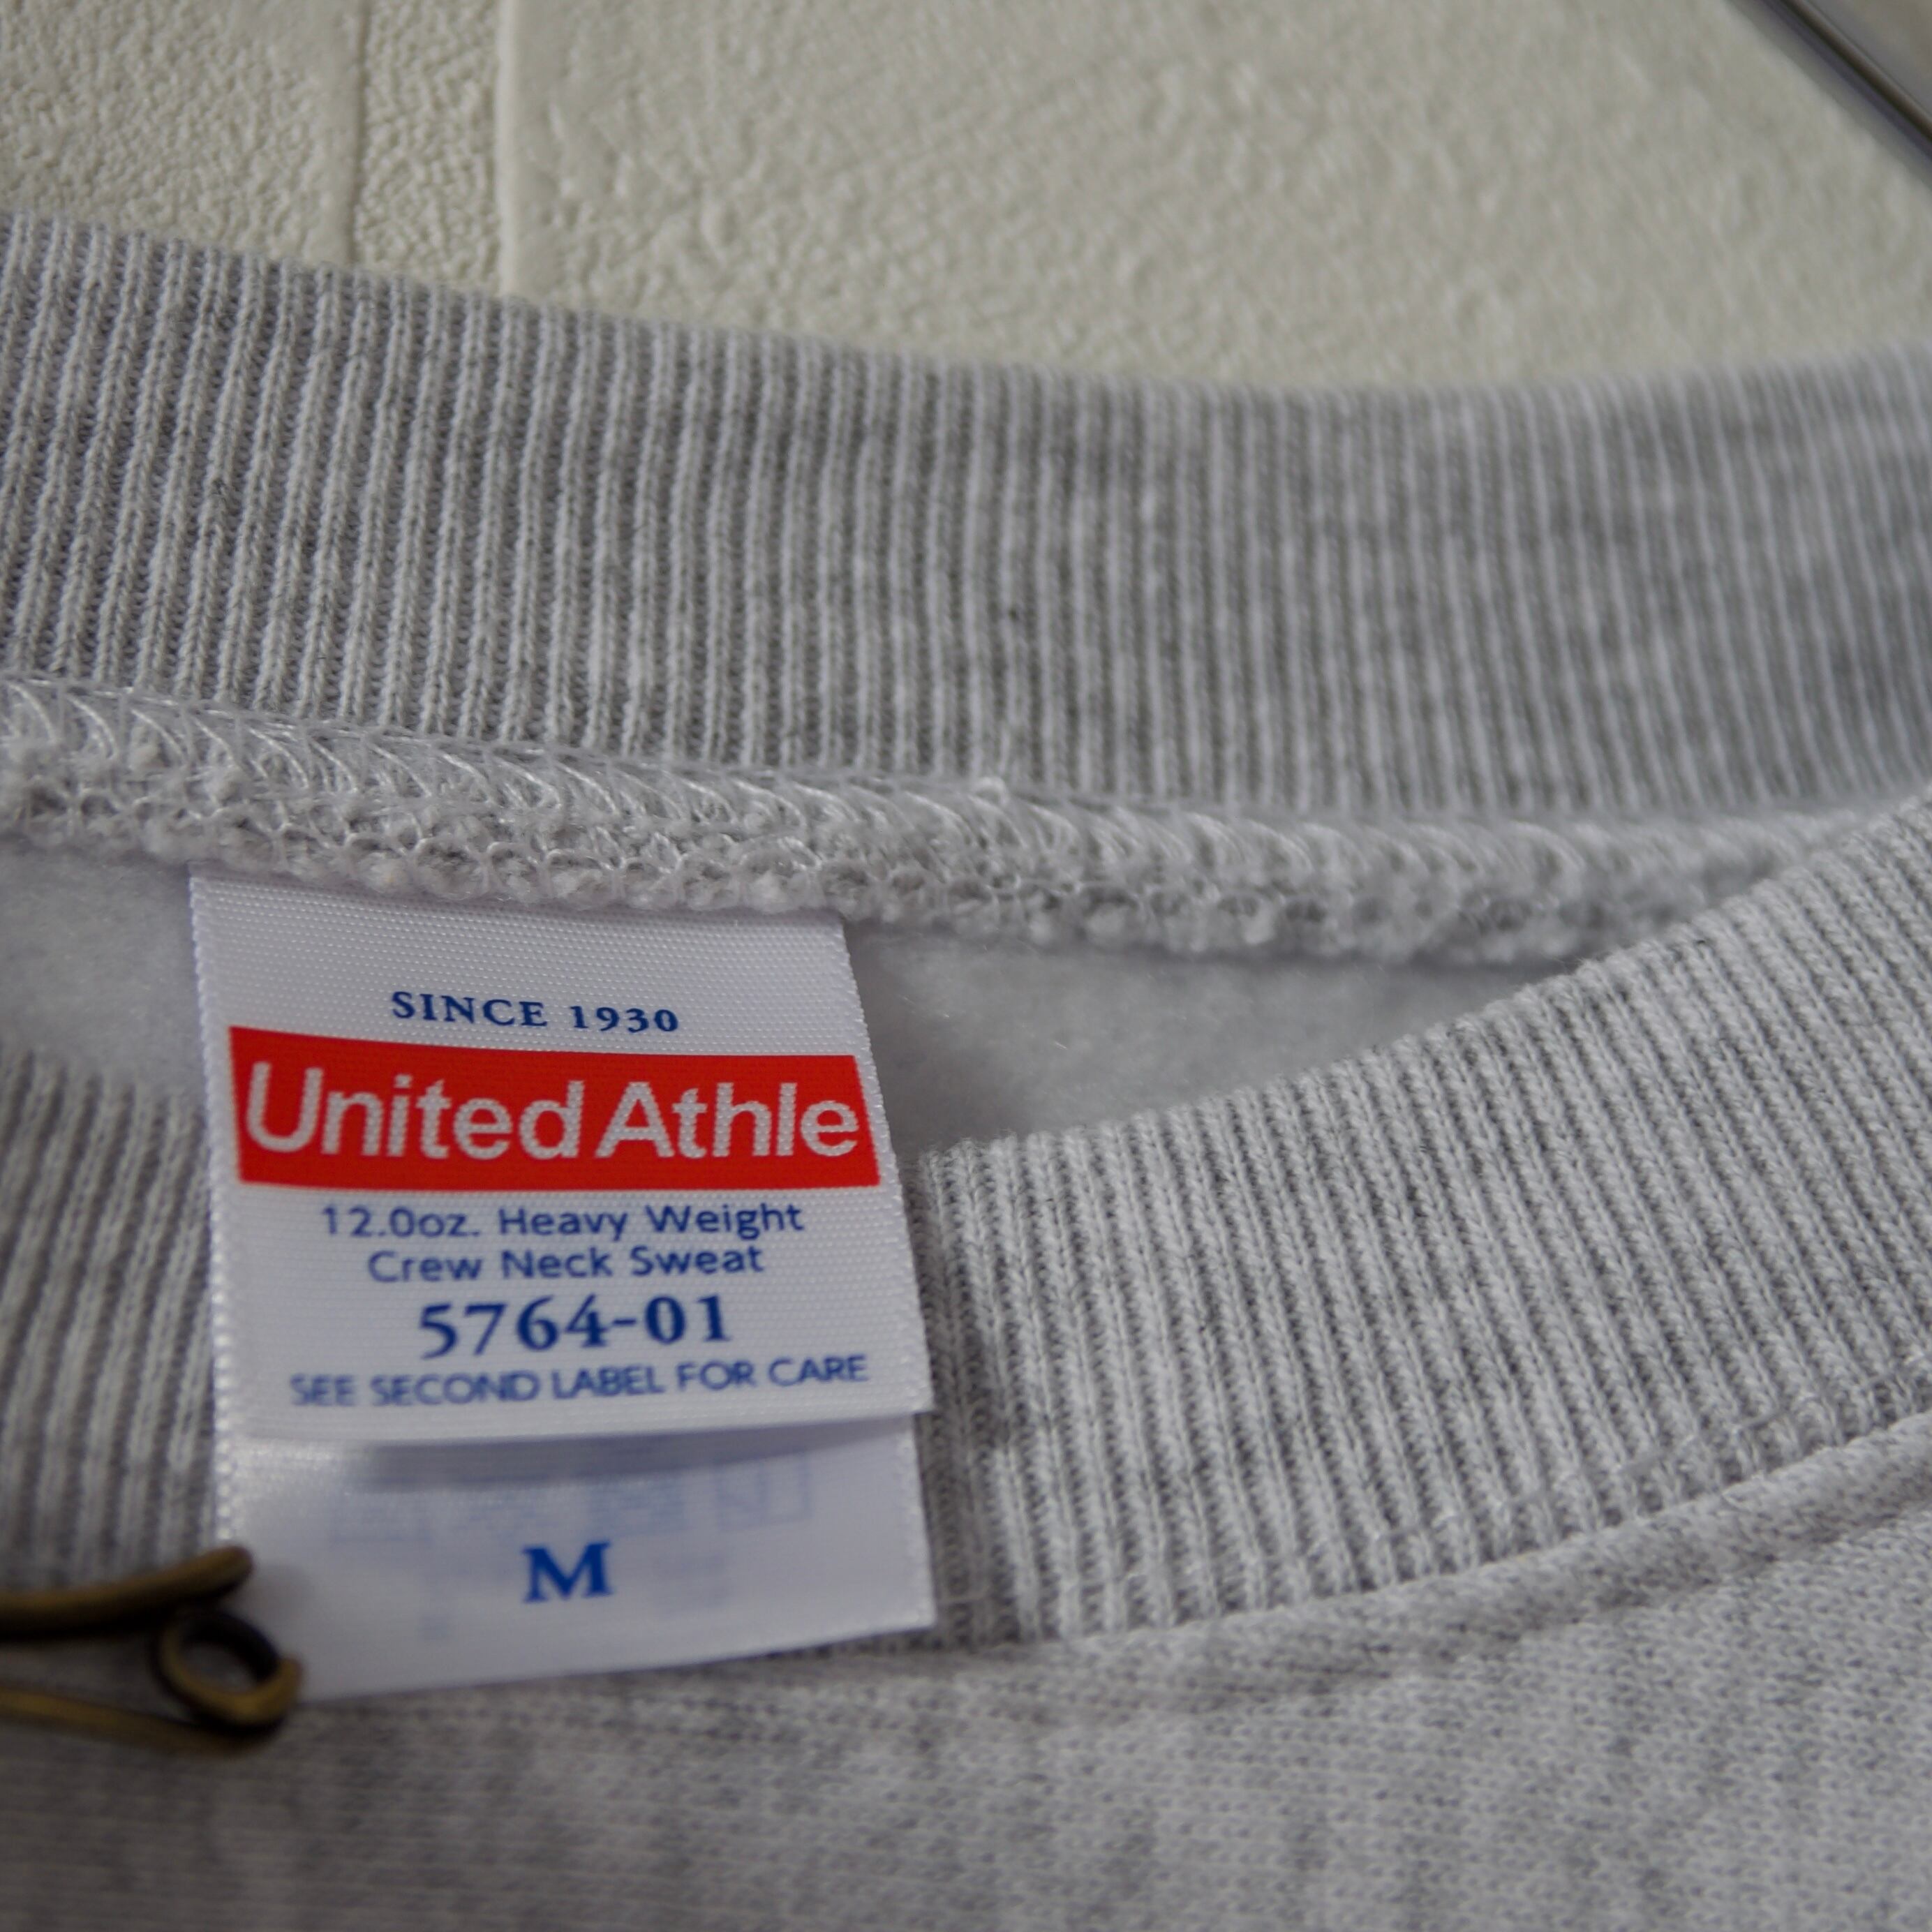 SINCE 1930
United Athle
12.0oz. Heavy Weight
Crew Neck Sweat
5764-01
SEE SECOND LABEL FOR CARE
M